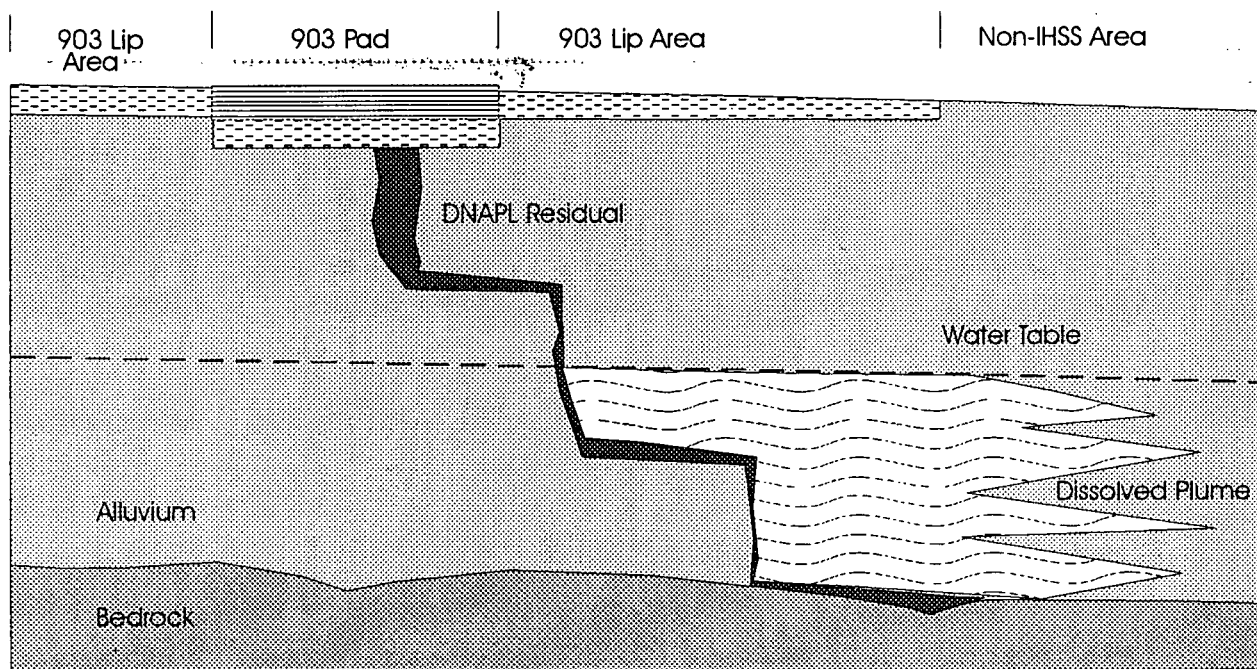 903 Lip
Area
903 Pad
903 Lip Area
Non-IHSS Area
DNAPL Residual
Water Table
Dissolved Plume
Alluvium
Bedrock